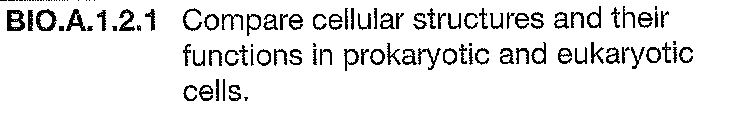 BIO.A.1.2.1 Compare cellular structures and their
functions in prokaryotic and eukaryotic
cells.